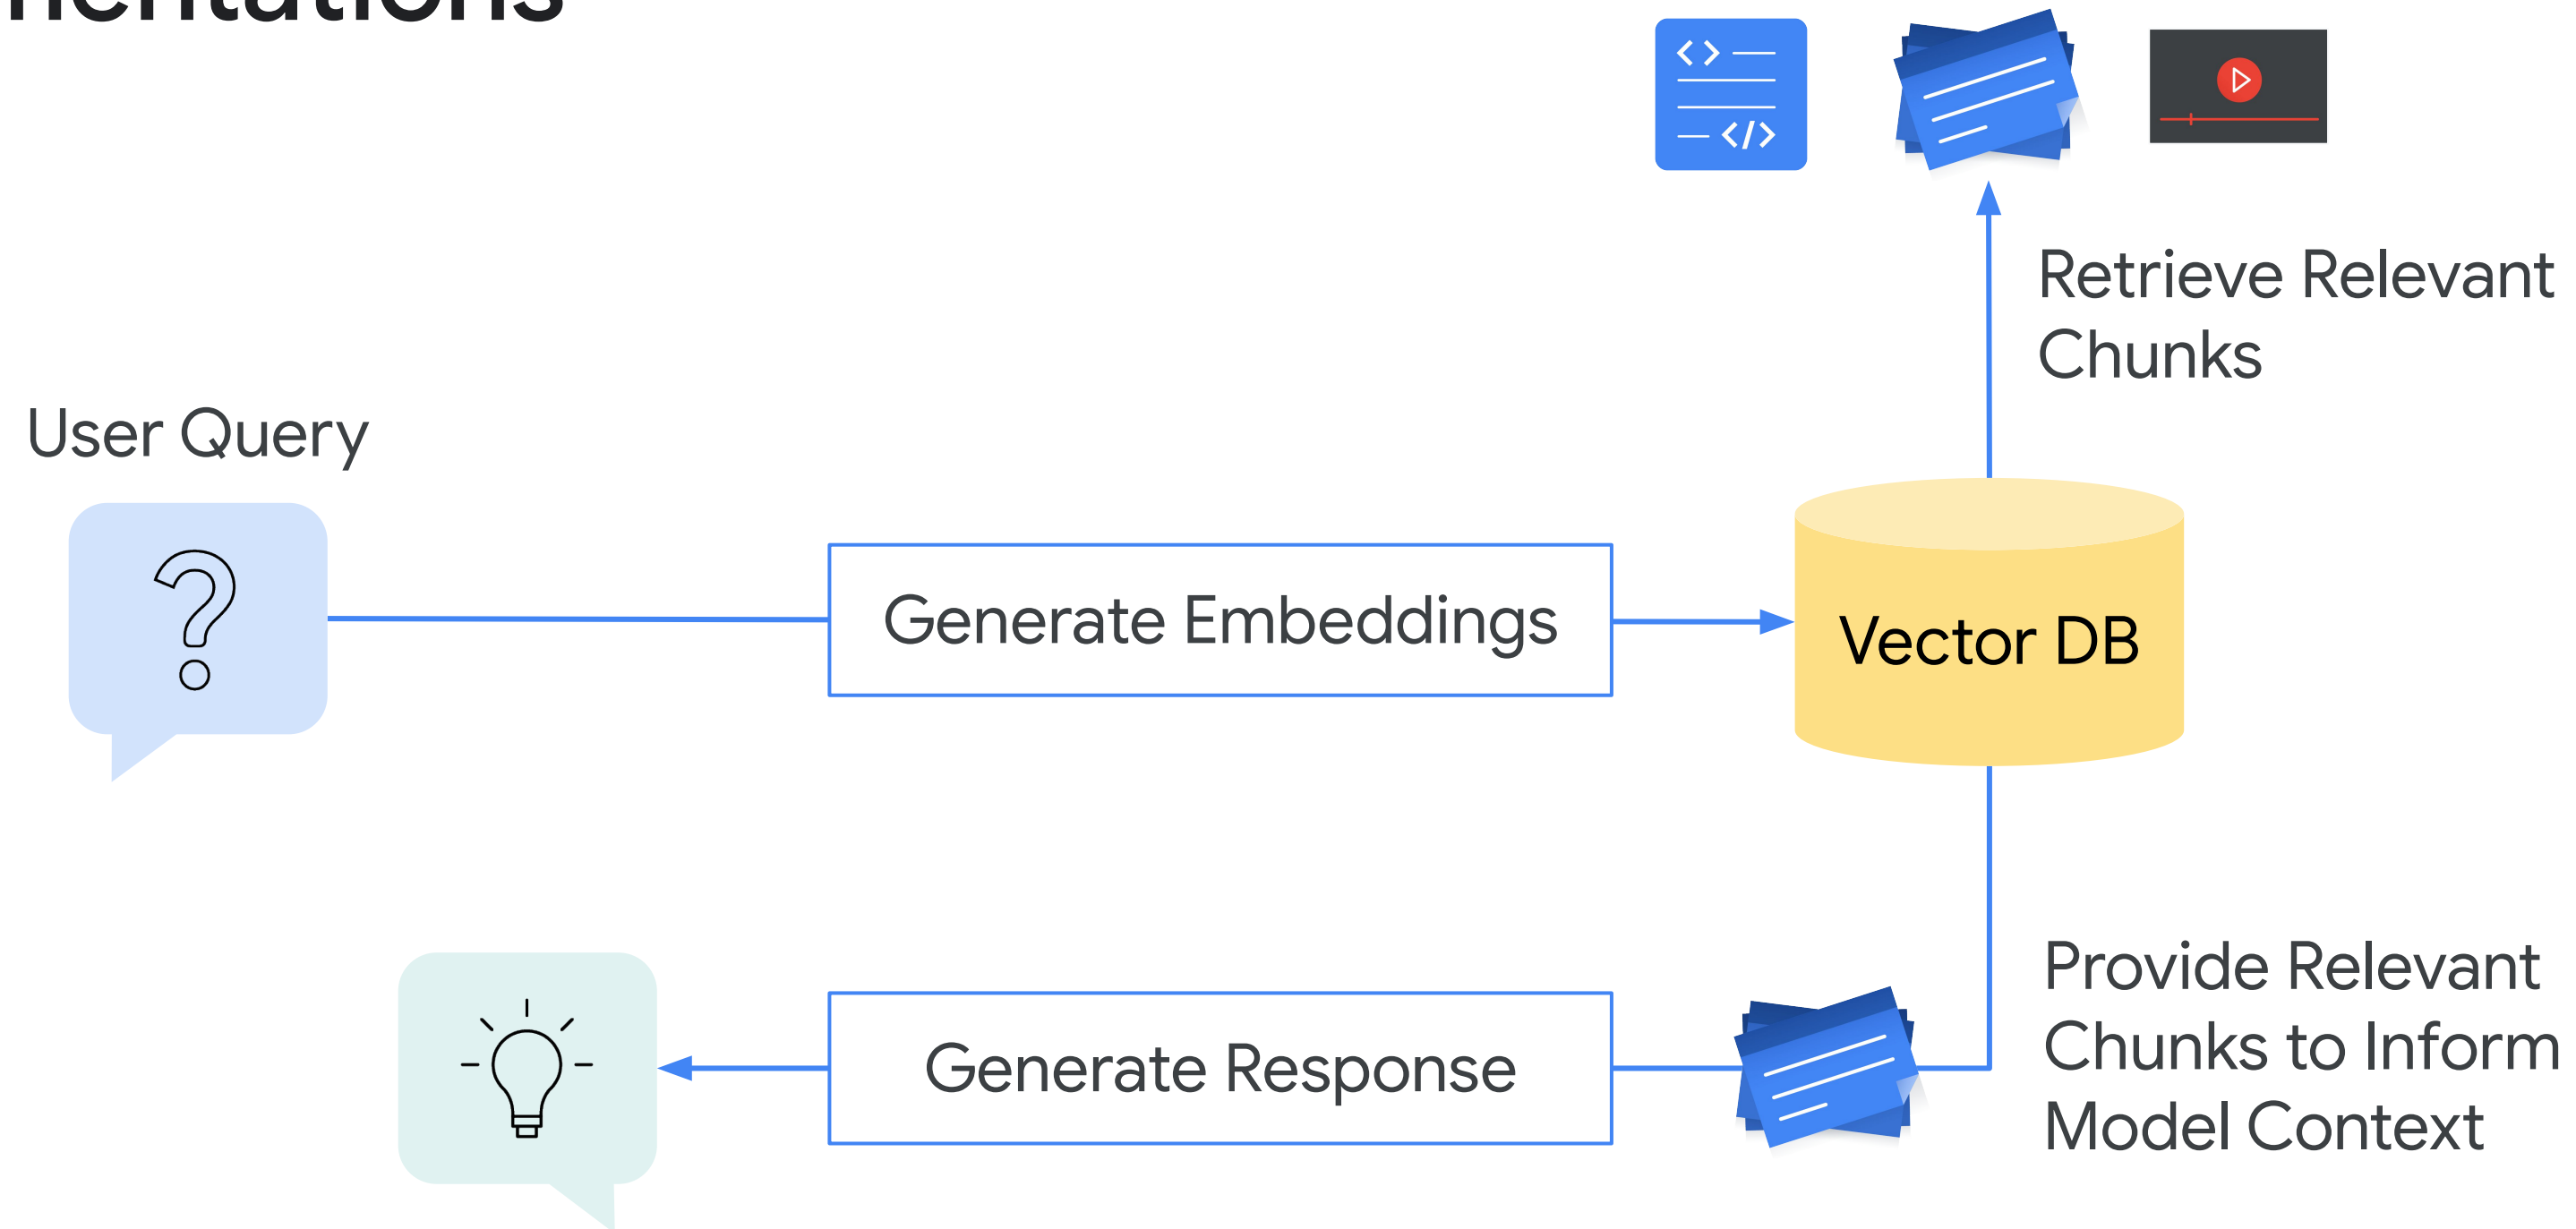 Retrieve Relevant
Chunks
User Query
Generate Embeddings
Vector DB
Provide Relevant
Chunks to Inform
Model Context
Generate Response